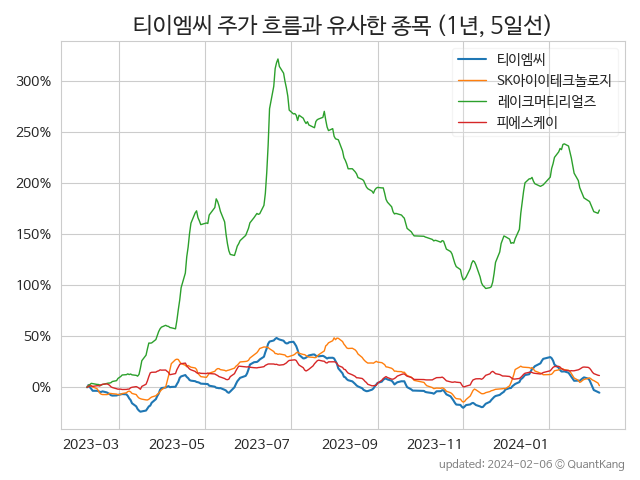 티이엠씨 주가 흐름과 유사한 종목 (1년, 5일선)
티이엠씨
SK아이이테크놀로지
레이크머티리얼즈
피에스케이
300%
250%
200%
150%
100%
50%
0%
2023-03 2023-05 2023-07 2023-09 2023-11 2024-01
updated: 2024-02-06 © QuantKang